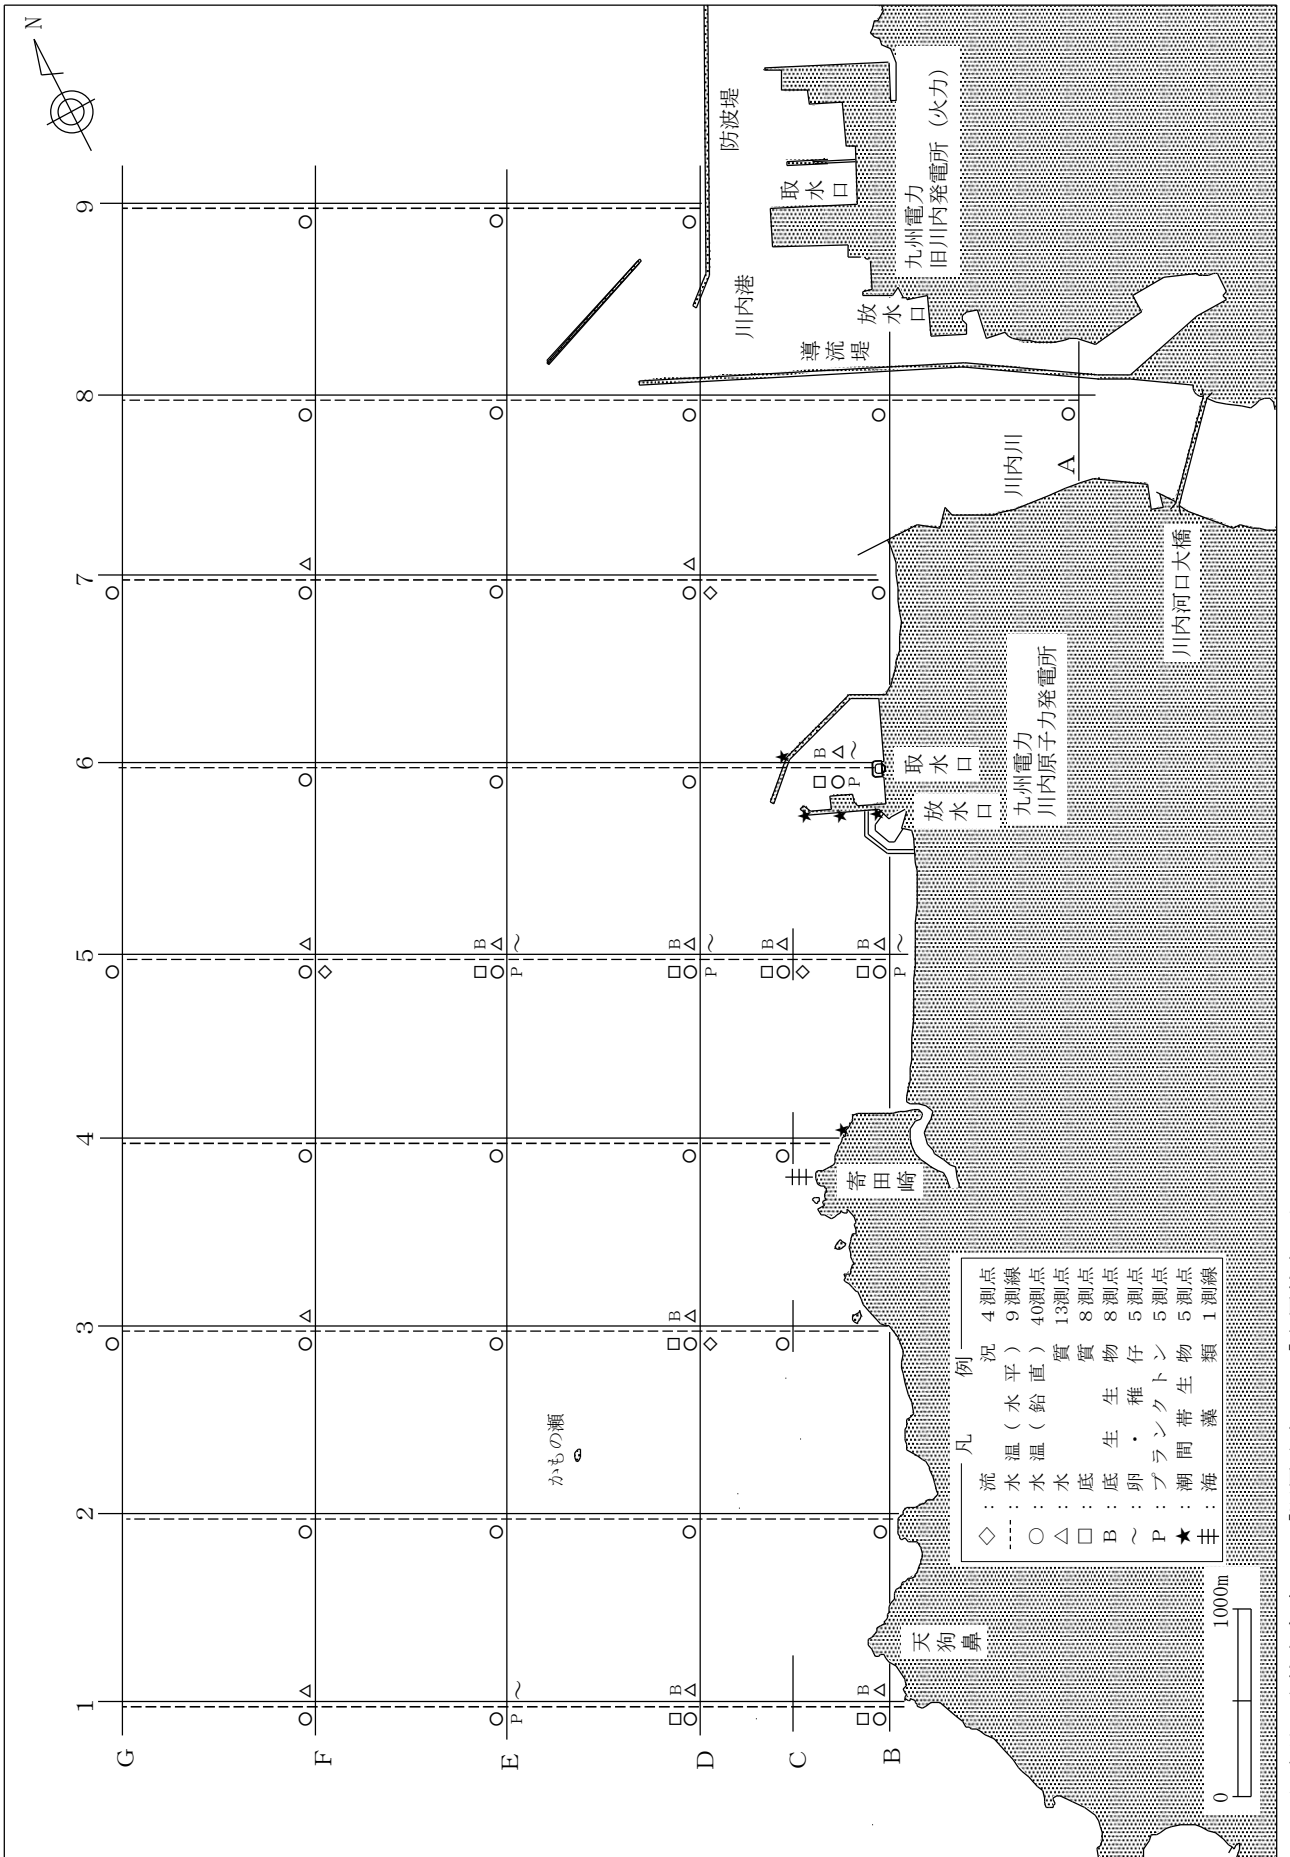 N
1
2
3
4
5
6
7
8
9
G
F
E
D
C
B
A
防波堤
取水口
九州電力
旧川内発電所(火力)
川内港
放水口
導流堤
川内川
川内河口大橋
取水口
放水口
九州電力
川内原子力発電所
寄田崎
かもの瀬
天狗鼻
B
B
B
B
B
B
B
B
P
P
P
P
P
凡例
◇:流況 4測点
----:水温(水平) 9測線
○:水温(鉛直) 40測点
△:水質 13測点
□:底質 8測点
B:底生生物 8測点
~:卵・稚仔 5測点
P:プランクトン 5測点
★:潮間帯生物 5測点
:海藻類 1測線
0 1000m